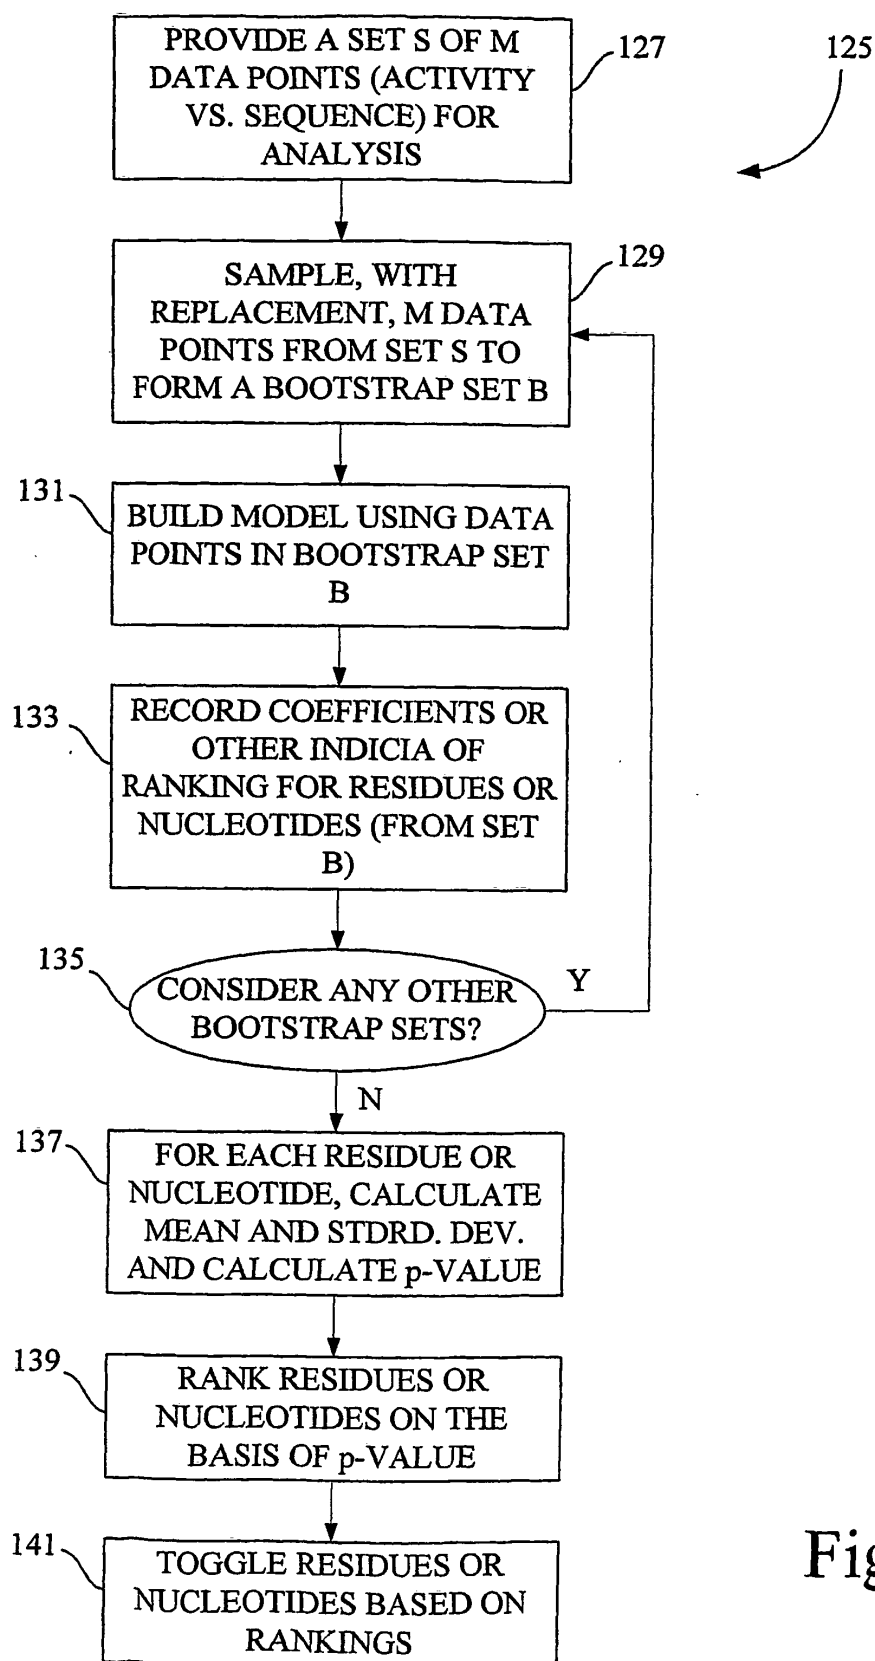 PROVIDE A SET S OF M
DATA POINTS (ACTIVITY
VS. SEQUENCE) FOR
ANALYSIS
127
125
SAMPLE, WITH
REPLACEMENT, M DATA
POINTS FROM SET S TO
FORM A BOOTSTRAP SET B
129
131
BUILD MODEL USING DATA
POINTS IN BOOTSTRAP SET
B
133
RECORD COEFFICIENTS OR
OTHER INDICIA OF
RANKING FOR RESIDUES OR
NUCLEOTIDES (FROM SET
B)
135
CONSIDER ANY OTHER
BOOTSTRAP SETS?
Y
N
137
FOR EACH RESIDUE OR
NUCLEOTIDE, CALCULATE
MEAN AND STDRD. DEV.
AND CALCULATE p-VALUE
139
RANK RESIDUES OR
NUCLEOTIDES ON THE
BASIS OF p-VALUE
141
TOGGLE RESIDUES OR
NUCLEOTIDES BASED ON
RANKINGS
Fig